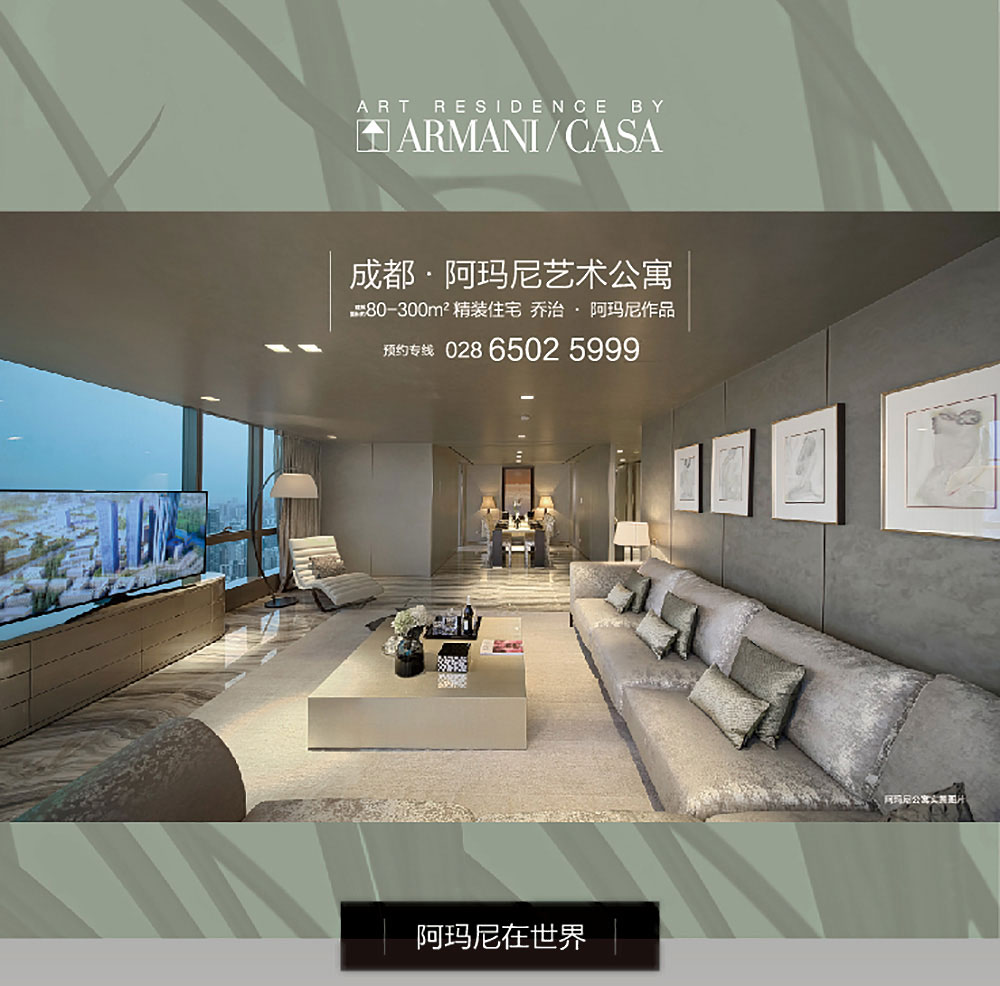 ART RESIDENCE BY
ARMANI / CASA
成都 · 阿玛尼艺术公寓
80-300m² 精装住宅 乔治 · 阿玛尼作品
预约专线 028 6502 5999
阿玛尼公寓实景图片
阿玛尼在世界